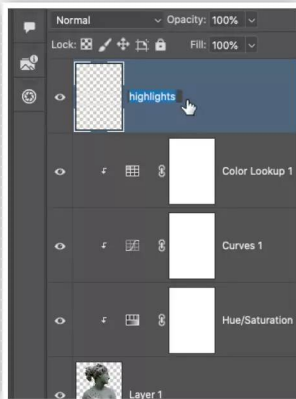 Normal Opacity: 100%
Lock: Fill: 100%
highlights
Color Lookup 1
Curves 1
Hue/Saturation
Layer 1